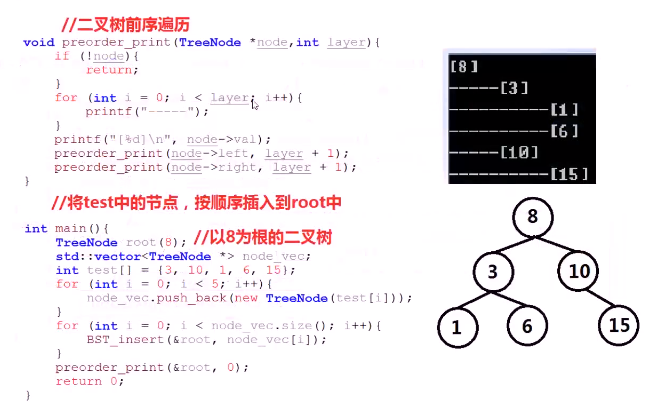 //二叉树前序遍历
void preorder_print(TreeNode *node,int layer){
    if (!node){
        return;
    }
    for (int i = 0; i < layer; i++){
        printf("-----");
    }
    printf("[%d]\n", node->val);
    preorder_print(node->left, layer + 1);
    preorder_print(node->right, layer + 1);
}
//将test中的节点，按顺序插入到root中
int main(){
    TreeNode root(8); //以8为根的二叉树
    std::vector<TreeNode *> node_vec;
    int test[] = {3, 10, 1, 6, 15};
    for (int i = 0; i < 5; i++){
        node_vec.push_back(new TreeNode(test[i]));
    }
    for (int i = 0; i < node_vec.size(); i++){
        BST_insert(&root, node_vec[i]);
    }
    preorder_print(&root, 0);
    return 0;
}
[8]
-----[3]
----------[1]
----------[6]
-----[10]
----------[15]
8
3 10
1 6 15